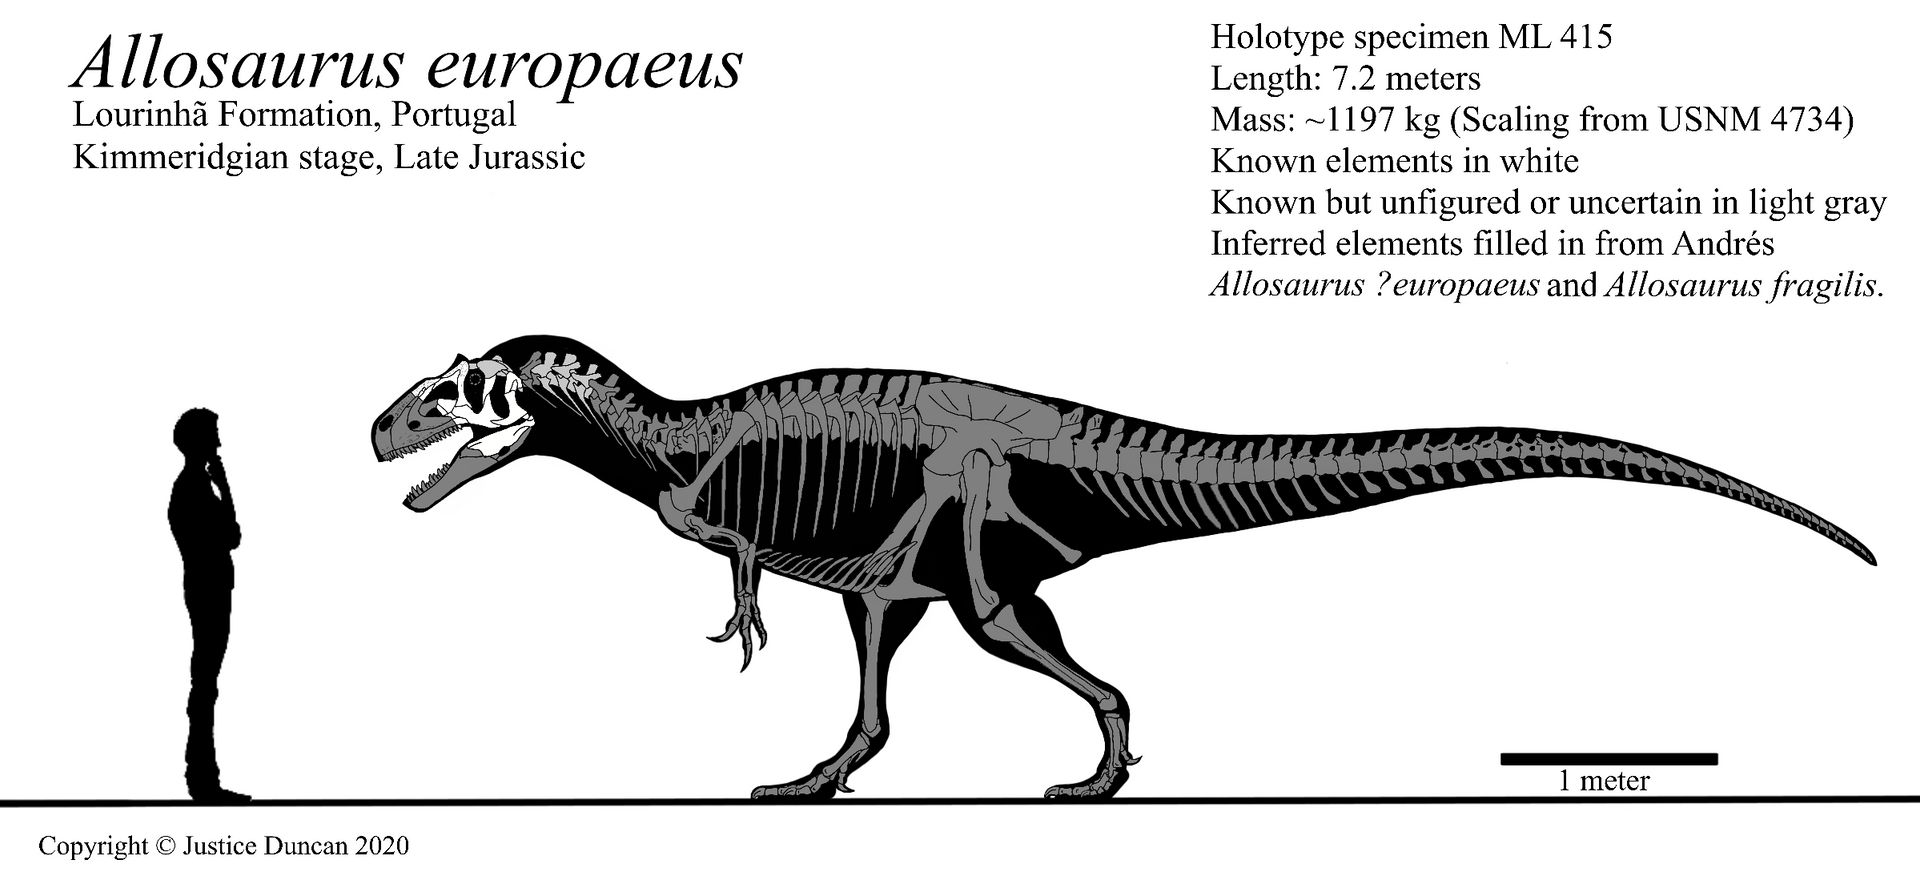 Allosaurus europaeus
Lourinhã Formation, Portugal
Kimmeridgian stage, Late Jurassic
Holotype specimen ML 415
Length: 7.2 meters
Mass: ~1197 kg (Scaling from USNM 4734)
Known elements in white
Known but unfigured or uncertain in light gray
Inferred elements filled in from Andrés
Allosaurus ?europaeus and Allosaurus fragilis.
1 meter
Copyright © Justice Duncan 2020